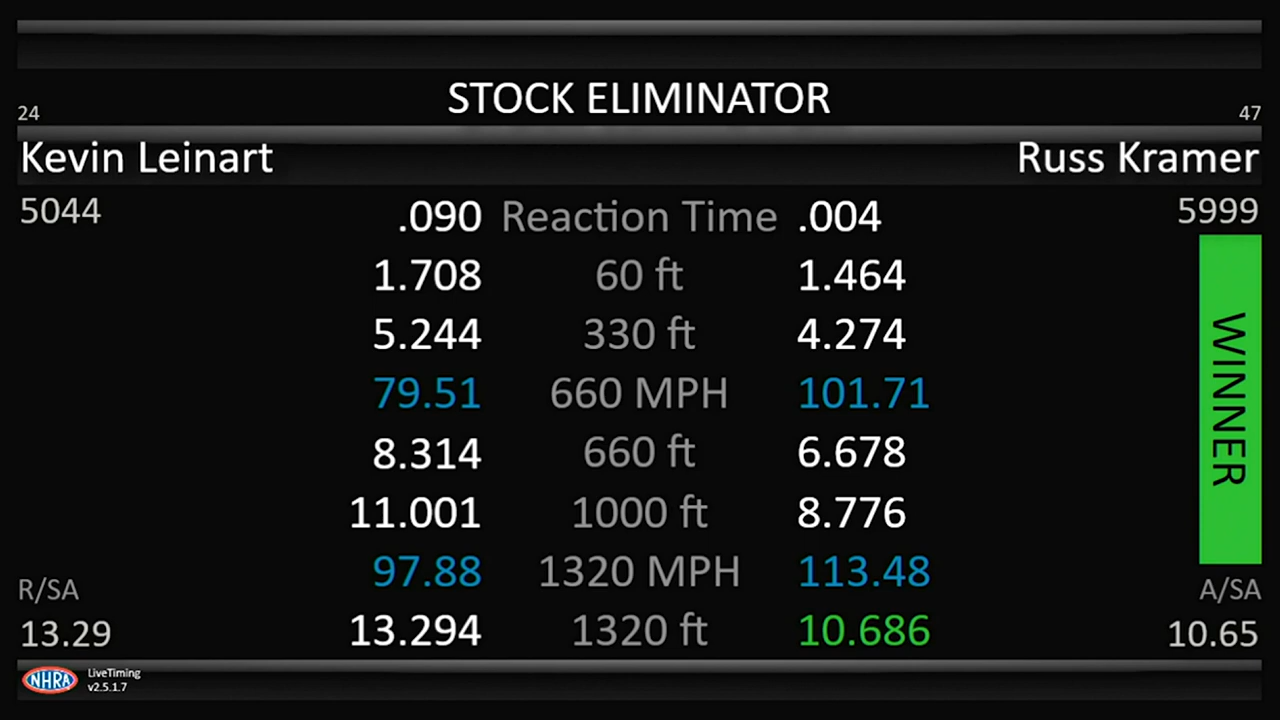 STOCK ELIMINATOR
24 47
Kevin Leinart Russ Kramer
5044 .090 Reaction Time .004 5999
1.708 60 ft 1.464
5.244 330 ft 4.274
79.51 660 MPH 101.71
8.314 660 ft 6.678
11.001 1000 ft 8.776
97.88 1320 MPH 113.48
R/SA A/SA
13.29 13.294 1320 ft 10.686 10.65
WINNER
NHRA LiveTiming
v2.5.1.7